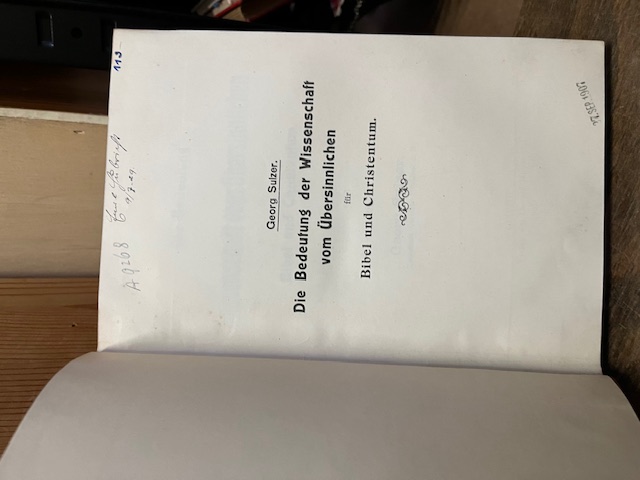 113
A 9268
Georg Sulzer.
Die Bedeutung der Wissenschaft
vom Übersinnlichen
für
Bibel und Christentum.